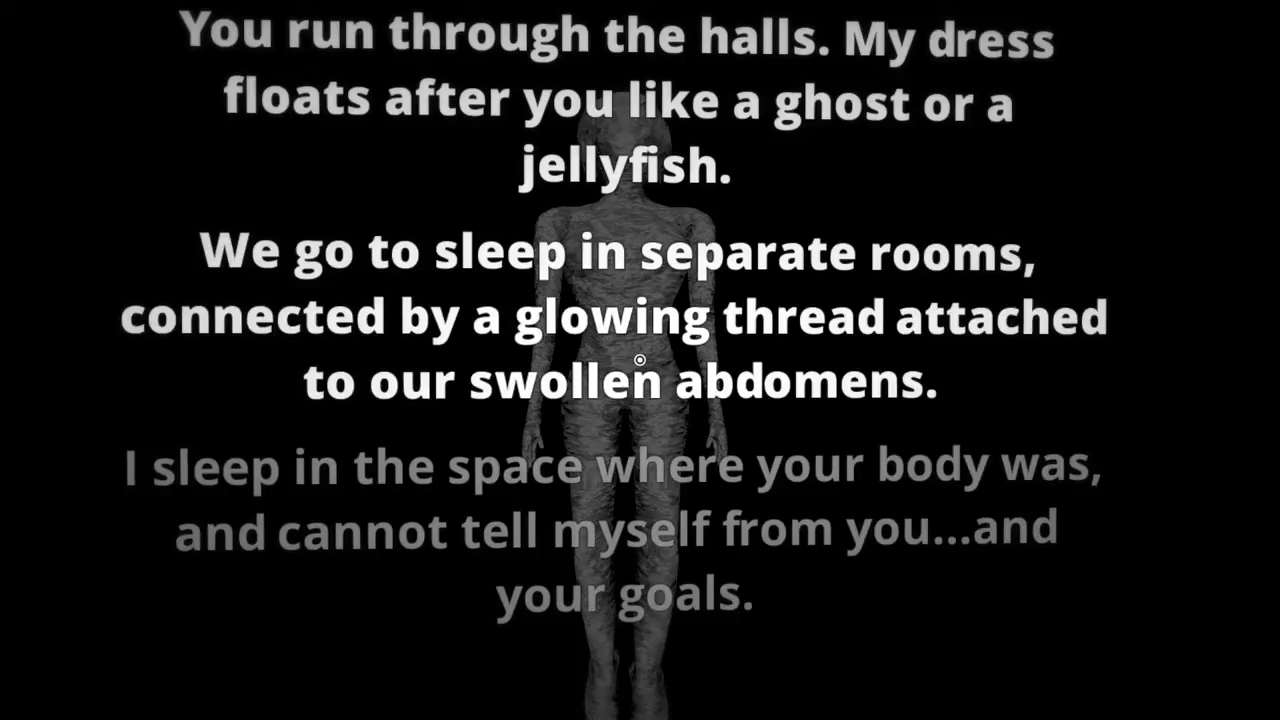 You run through the halls. My dress
floats after you like a ghost or a
jellyfish.
We go to sleep in separate rooms,
connected by a glowing thread attached
to our swollen abdomens.
I sleep in the space where your body was,
and cannot tell myself from you...and
your goals.